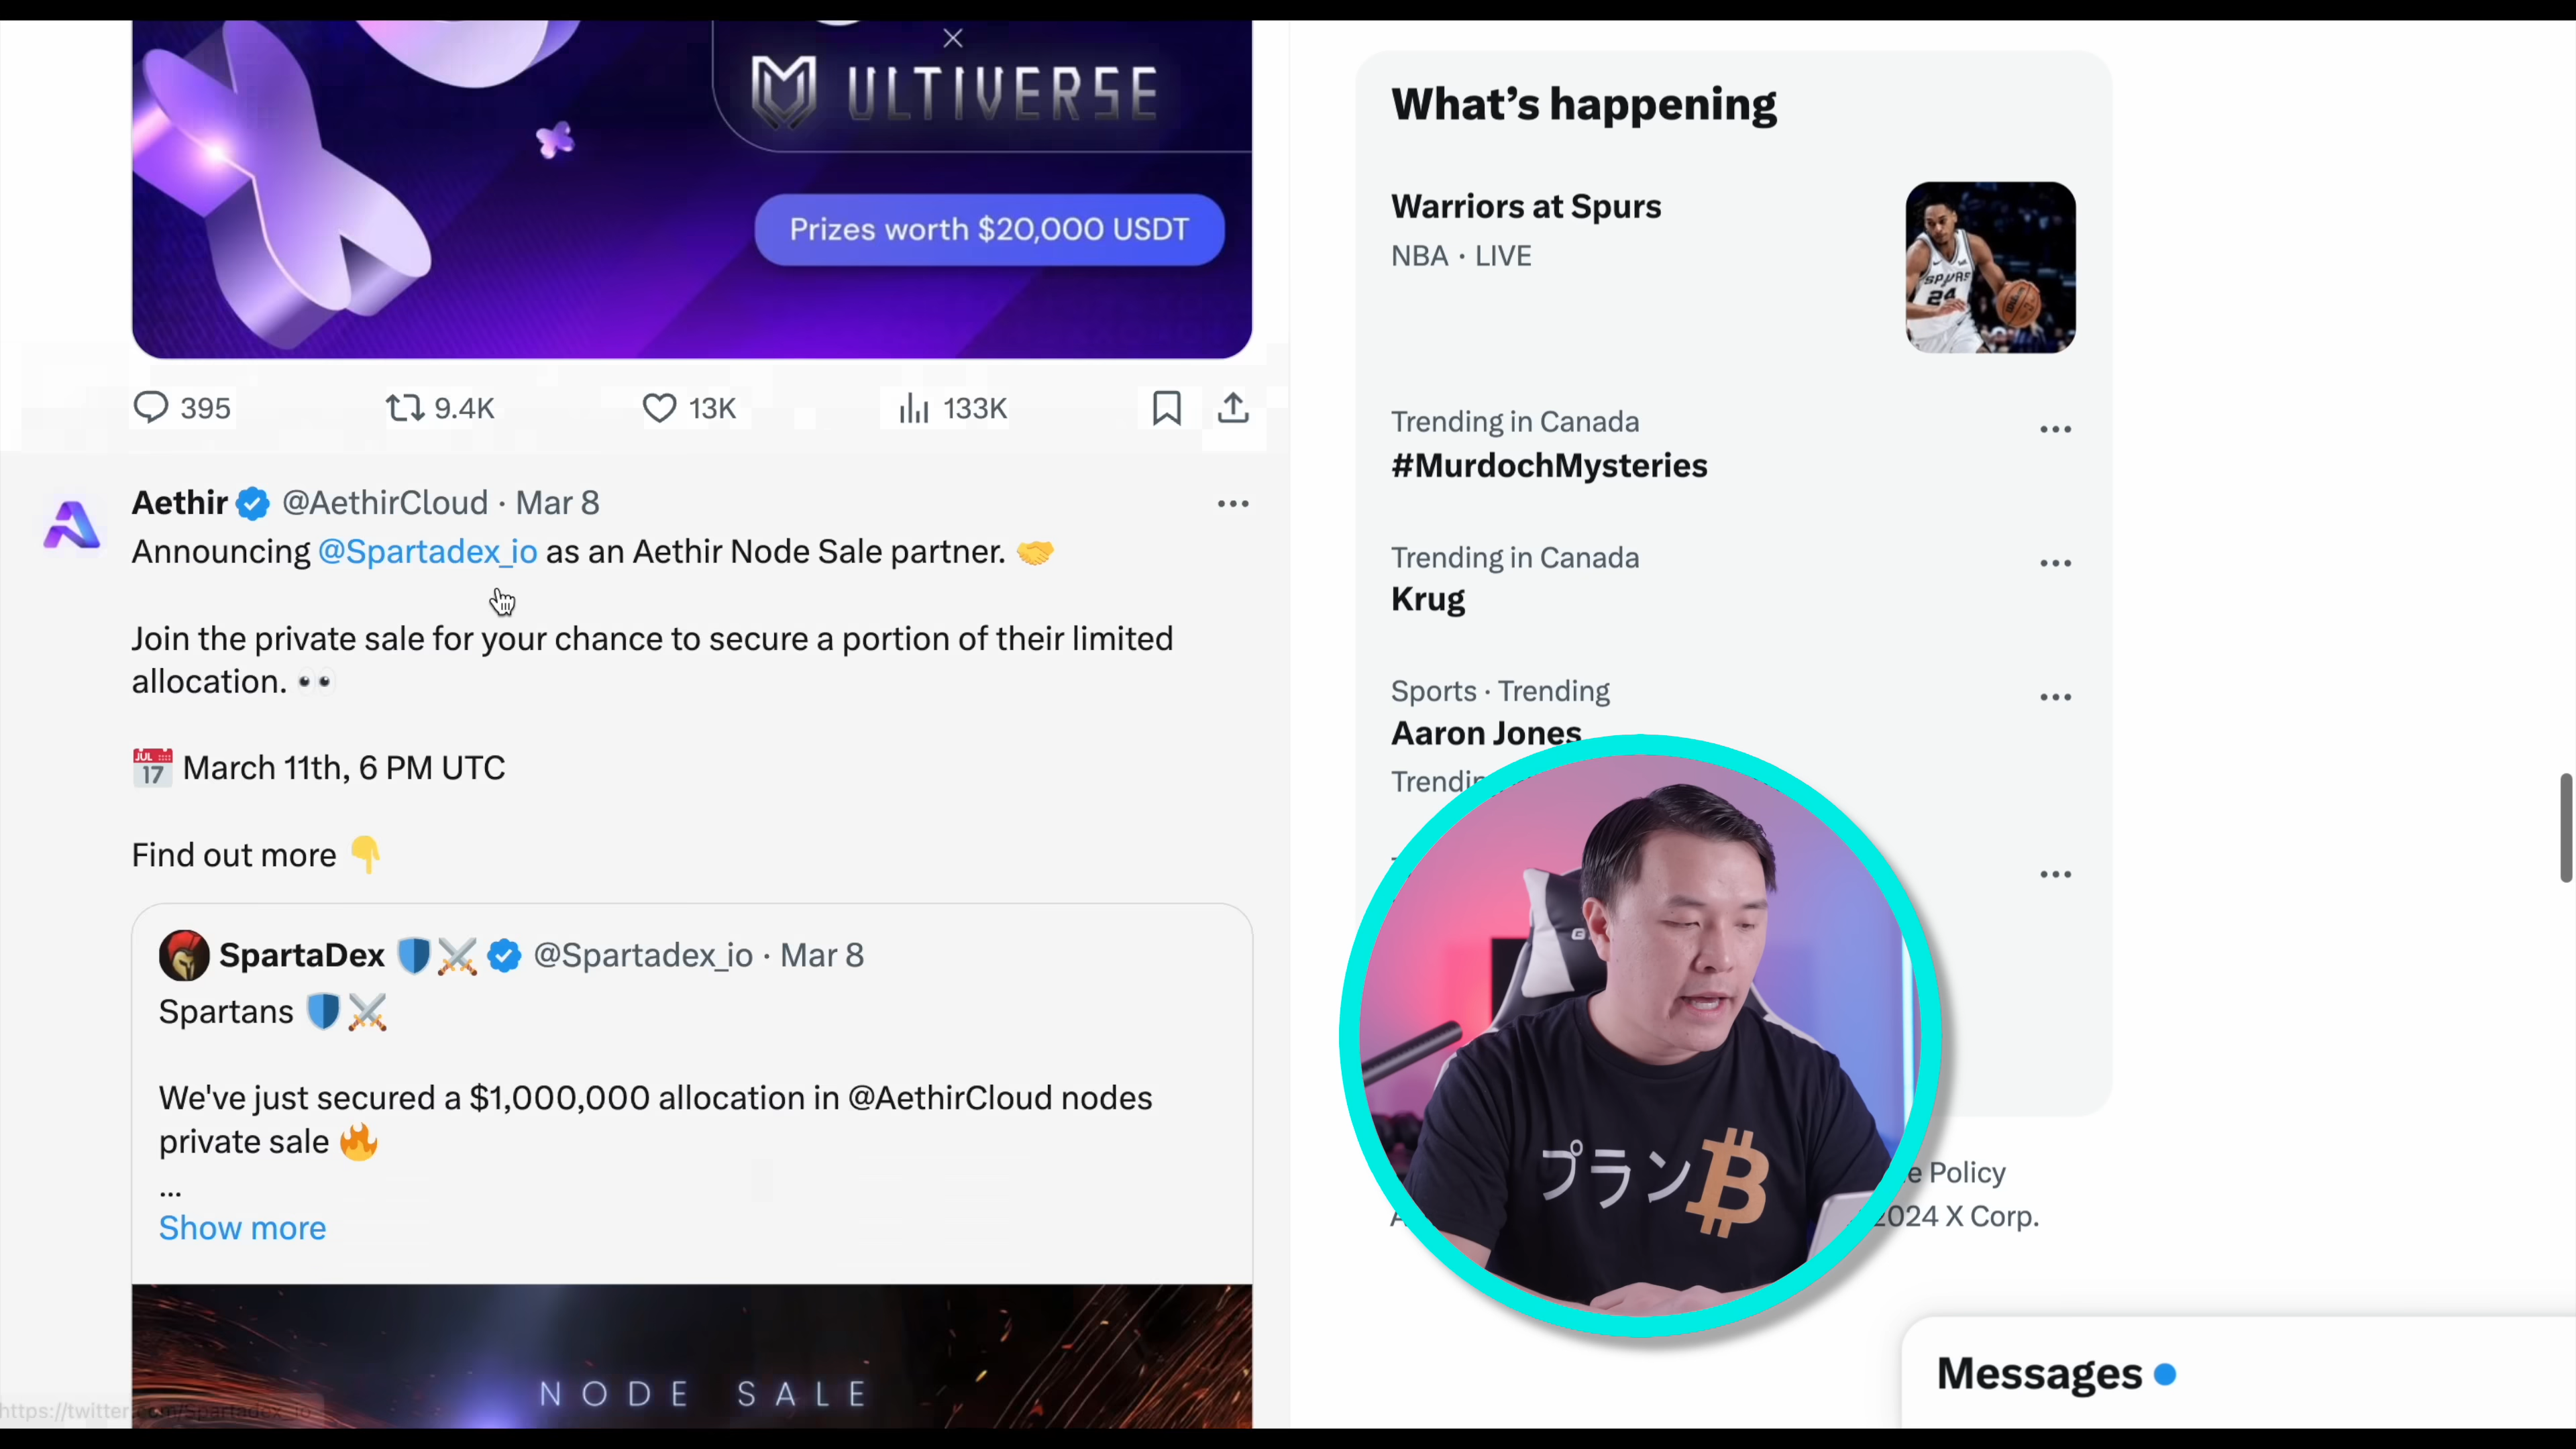 ULTIVERSE
Prizes worth $20,000 USDT
395
9.4K
13K
133K
Aethir @AethirCloud · Mar 8
Announcing @Spartadex_io as an Aethir Node Sale partner. 🤝
Join the private sale for your chance to secure a portion of their limited
allocation. 👀
📅 March 11th, 6 PM UTC
Find out more 👇
SpartaDex 🛡️⚔️ @Spartadex_io · Mar 8
Spartans 🛡️⚔️
We've just secured a $1,000,000 allocation in @AethirCloud nodes
private sale 🔥
...
Show more
NODE SALE
https://twitter.com/Spartadex_io
What's happening
Warriors at Spurs
NBA · LIVE
SPURS
24
Trending in Canada
#MurdochMysteries
Trending in Canada
Krug
Sports · Trending
Aaron Jones
プラン₿
Policy
2024 X Corp.
Messages